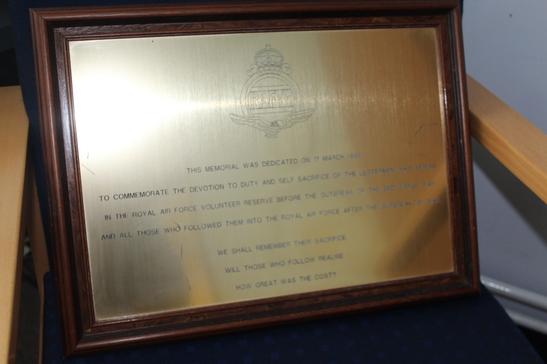 THIS MEMORIAL WAS DEDICATED ON 17 MARCH
TO COMMEMORATE THE DEVOTION TO DUTY AND SELF SACRIFICE OF THE
IN THE ROYAL AIR FORCE VOLUNTEER RESERVE BEFORE THE OUTBREAK OF THE
AND ALL THOSE WHO FOLLOWED THEM INTO THE ROYAL AIR FORCE AFTER THE OUTBREAK OF
WE SHALL REMEMBER THEIR SACRIFICE
WILL THOSE WHO FOLLOW REALISE
HOW GREAT WAS THE COST?